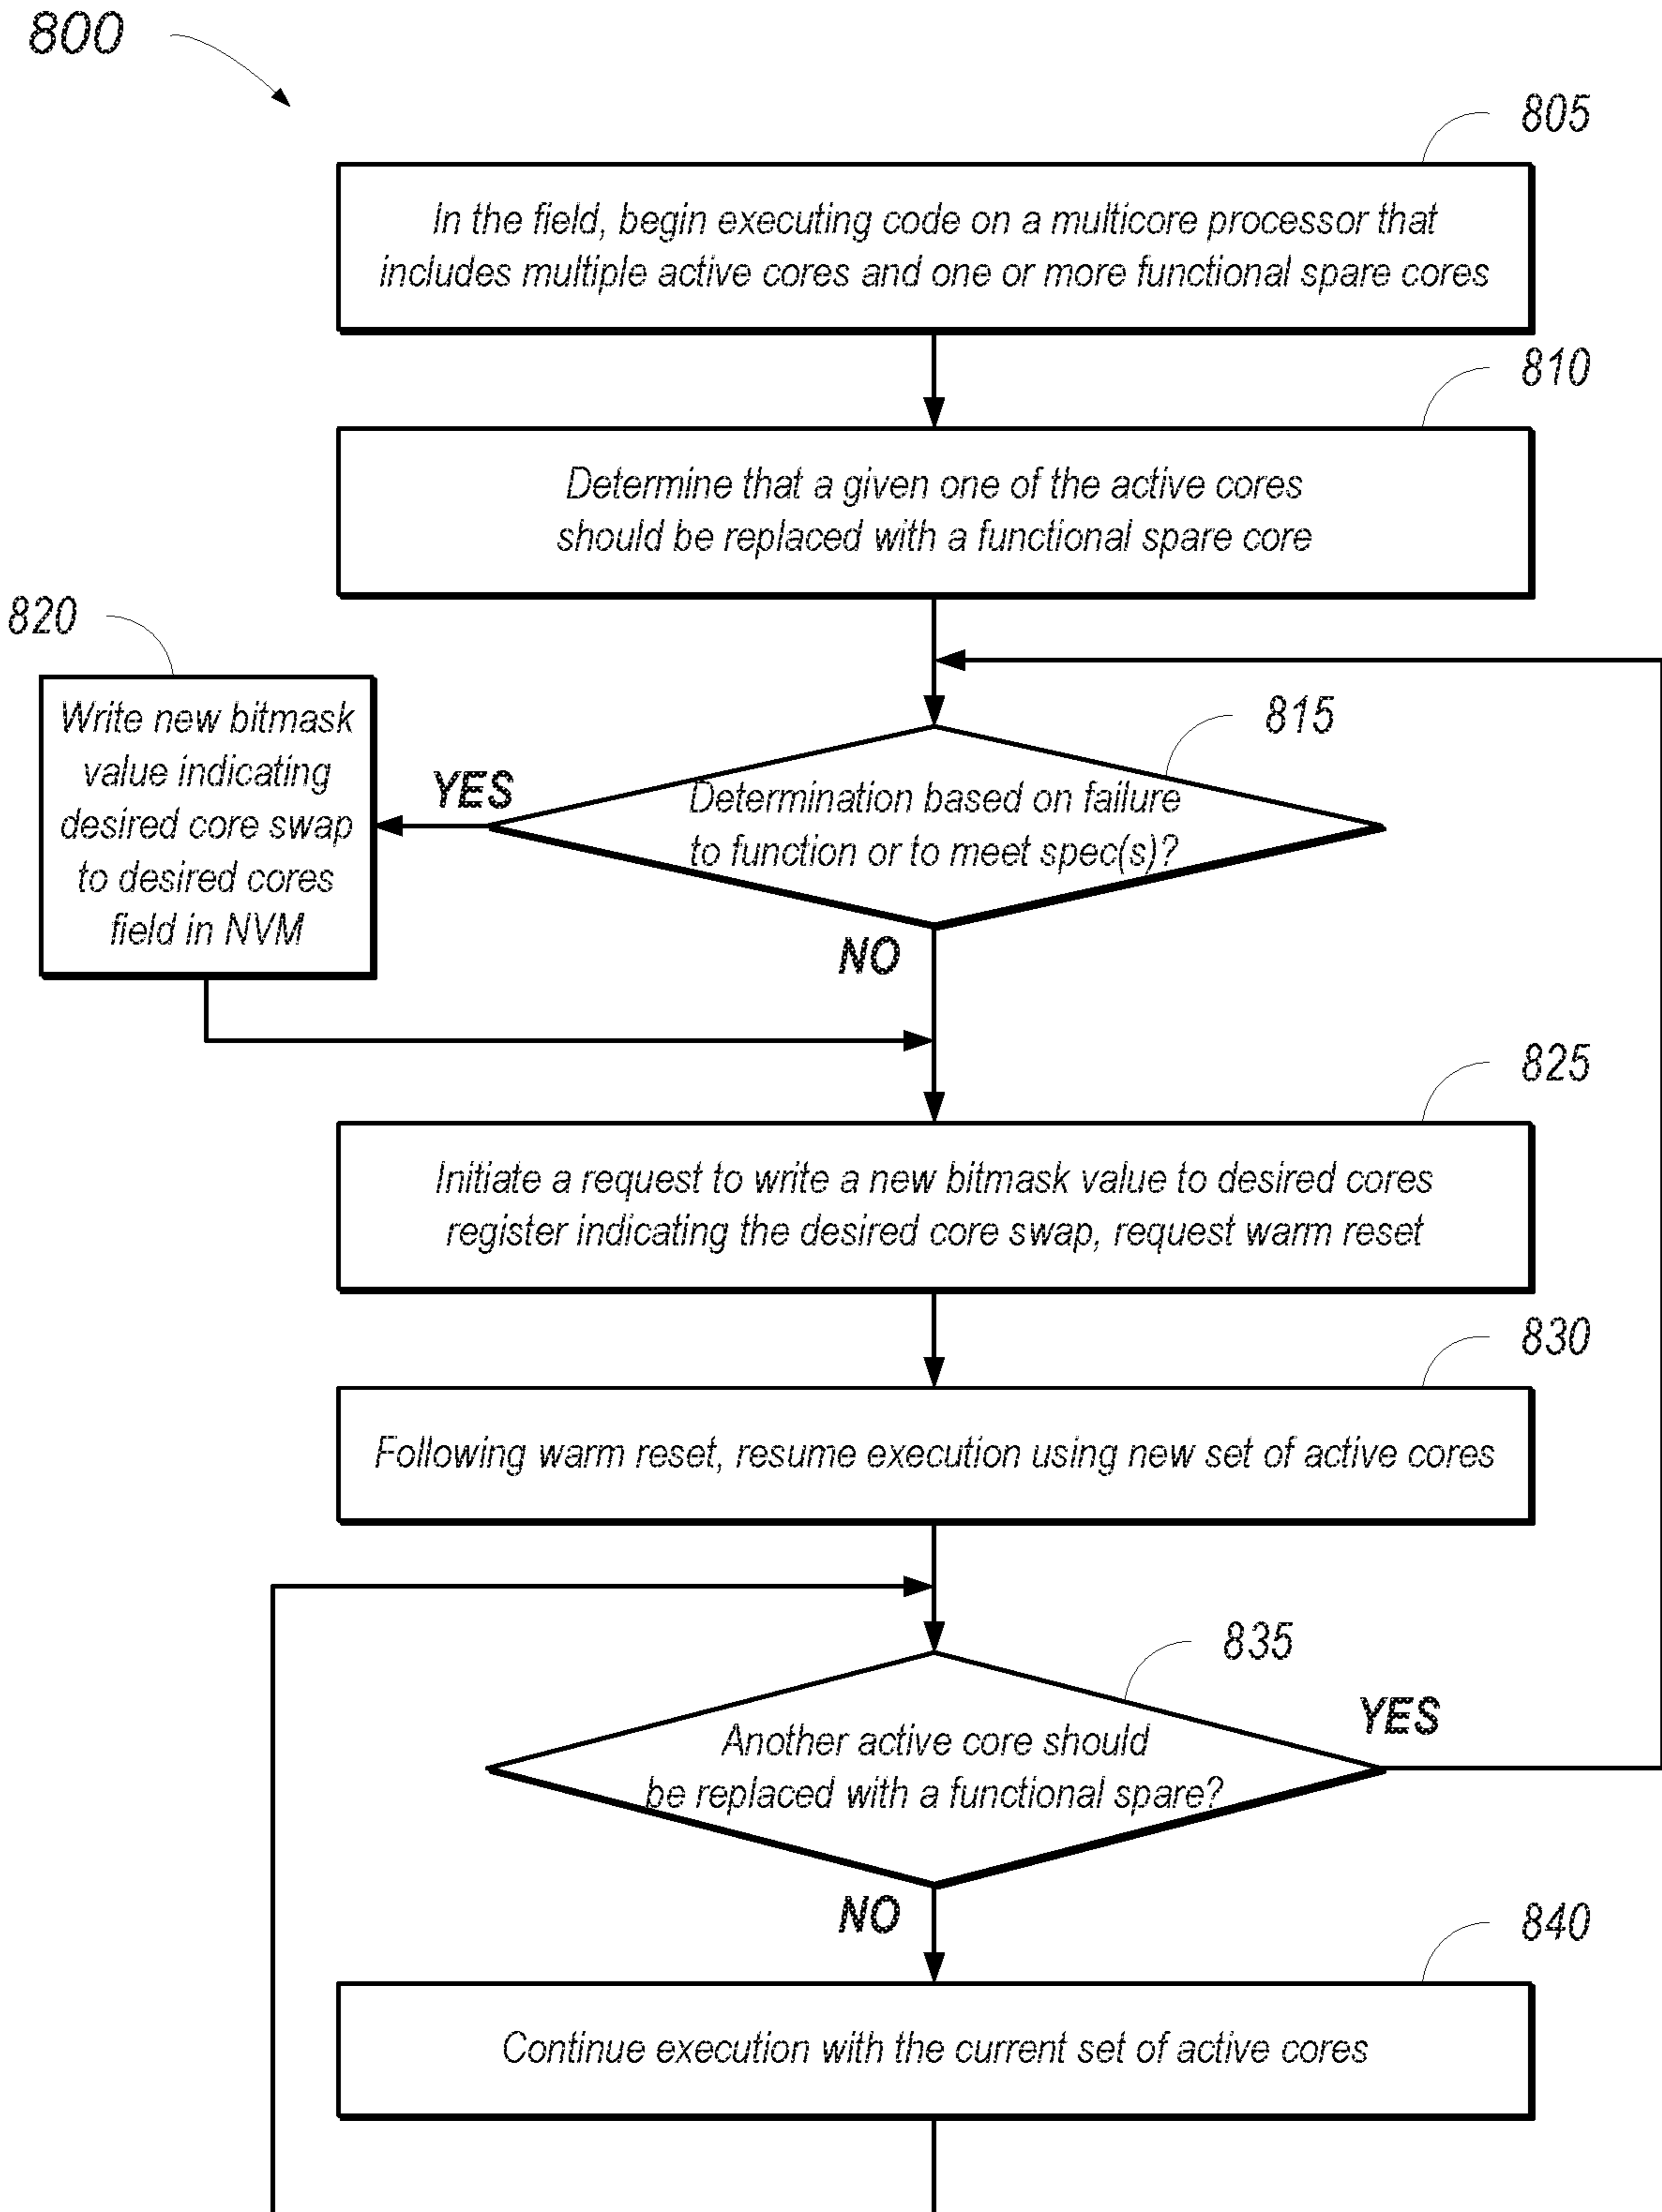 800
805
In the field, begin executing code on a multicore processor that
includes multiple active cores and one or more functional spare cores
810
Determine that a given one of the active cores
should be replaced with a functional spare core
820
Write new bitmask
value indicating
desired core swap
to desired cores
field in NVM
YES
815
Determination based on failure
to function or to meet spec(s)?
NO
825
Initiate a request to write a new bitmask value to desired cores
register indicating the desired core swap, request warm reset
830
Following warm reset, resume execution using new set of active cores
835
Another active core should
be replaced with a functional spare?
YES
NO
840
Continue execution with the current set of active cores